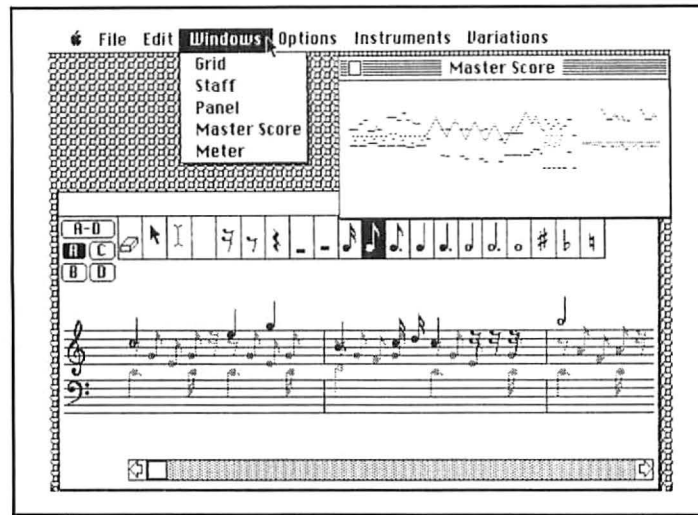 File Edit Windows Options Instruments Variations
Grid
Staff
Panel
Master Score
Meter
Master Score
A-D
A C
B D